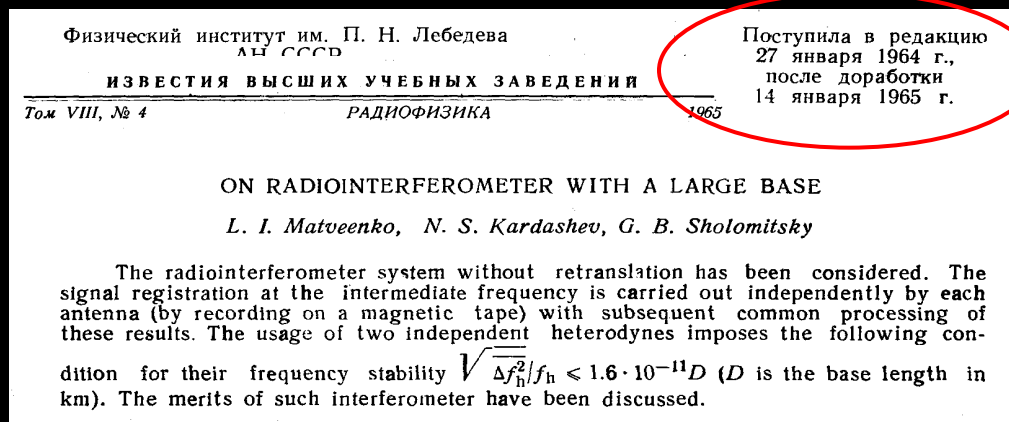 Физический институт им. П. Н. Лебедева
АН СССР
Поступила в редакцию
27 января 1964 г.,
после доработки
14 января 1965 г.
ИЗВЕСТИЯ ВЫСШИХ УЧЕБНЫХ ЗАВЕДЕНИЙ
Том VIII, № 4 РАДИОФИЗИКА 1965
ON RADIOINTERFEROMETER WITH A LARGE BASE
L. I. Matveenko, N. S. Kardashev, G. B. Sholomitsky
The radiointerferometer system without retranslation has been considered. The
signal registration at the intermediate frequency is carried out independently by each
antenna (by recording on a magnetic tape) with subsequent common processing of
these results. The usage of two independent heterodynes imposes the following con-
dition for their frequency stability √Δf²h/fh ⩽ 1.6·10⁻¹¹D (D is the base length in
km). The merits of such interferometer have been discussed.